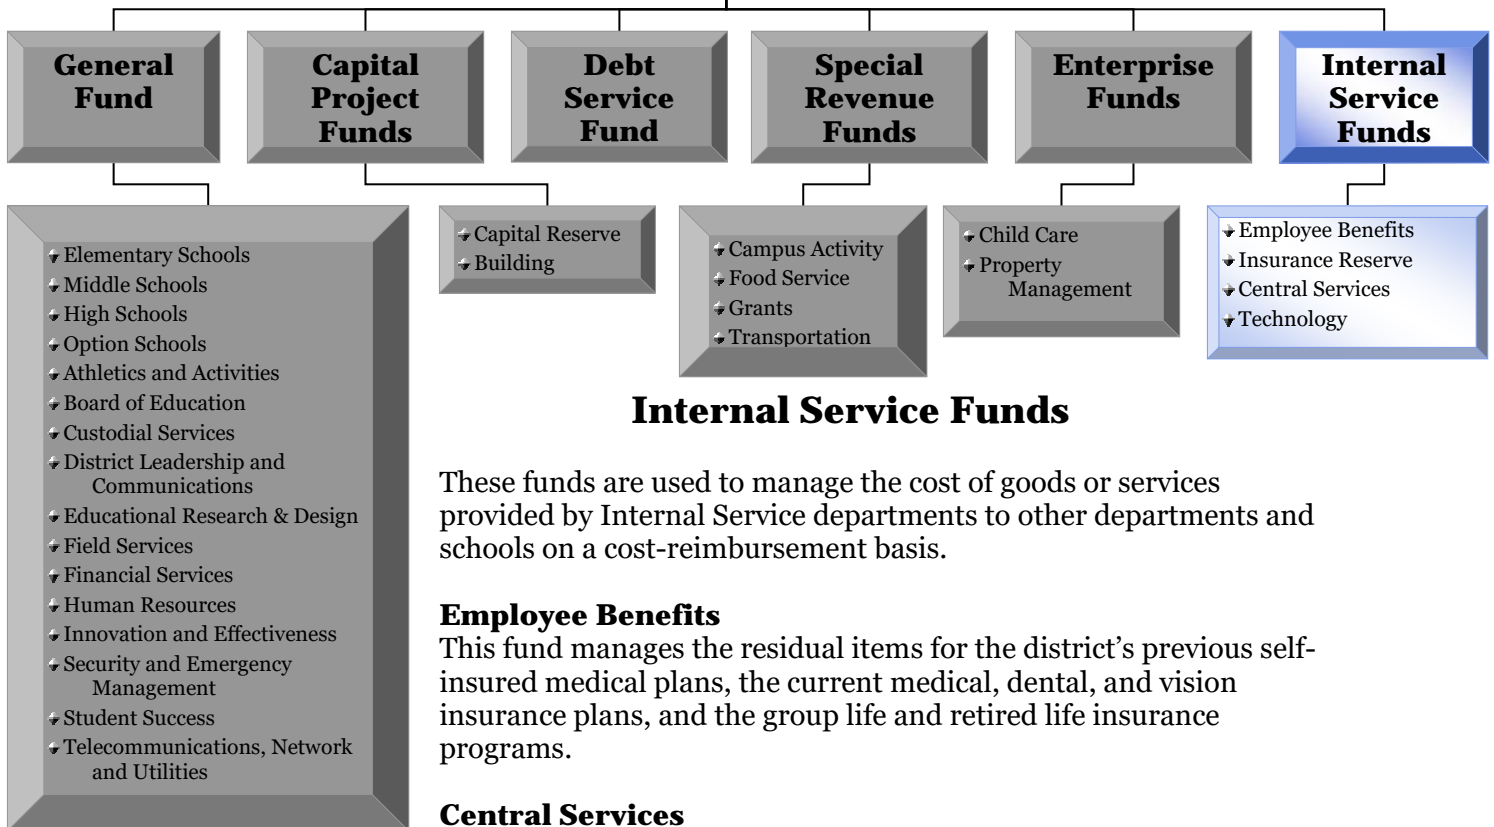 General
Fund
Capital
Project
Funds
Debt
Service
Fund
Special
Revenue
Funds
Enterprise
Funds
Internal
Service
Funds
Elementary Schools
Middle Schools
High Schools
Option Schools
Athletics and Activities
Board of Education
Custodial Services
District Leadership and
Communications
Educational Research & Design
Field Services
Financial Services
Human Resources
Innovation and Effectiveness
Security and Emergency
Management
Student Success
Telecommunications, Network
and Utilities
Capital Reserve
Building
Campus Activity
Food Service
Grants
Transportation
Child Care
Property
Management
Employee Benefits
Insurance Reserve
Central Services
Technology
Internal Service Funds
These funds are used to manage the cost of goods or services
provided by Internal Service departments to other departments and
schools on a cost-reimbursement basis.
Employee Benefits
This fund manages the residual items for the district’s previous self-
insured medical plans, the current medical, dental, and vision
insurance plans, and the group life and retired life insurance
programs.
Central Services